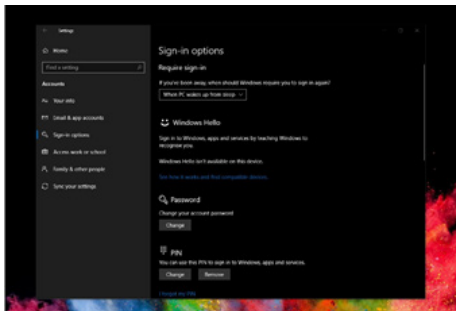 Settings
Home
Find a setting
Accounts
Your info
Email & app accounts
Sign-in options
Access work or school
Family & other people
Sync your settings
Sign-in options
Require sign-in
If you've been away, when should Windows require you to sign in again?
When PC wakes up from sleep
Windows Hello
Sign in to Windows, apps and services by teaching Windows to
recognise you.
Windows Hello isn't available on this device.
See how it works and find compatible devices.
Password
Change your account password
Change
PIN
You can use this PIN to sign in to Windows, apps and services.
Change Remove
I forgot my PIN